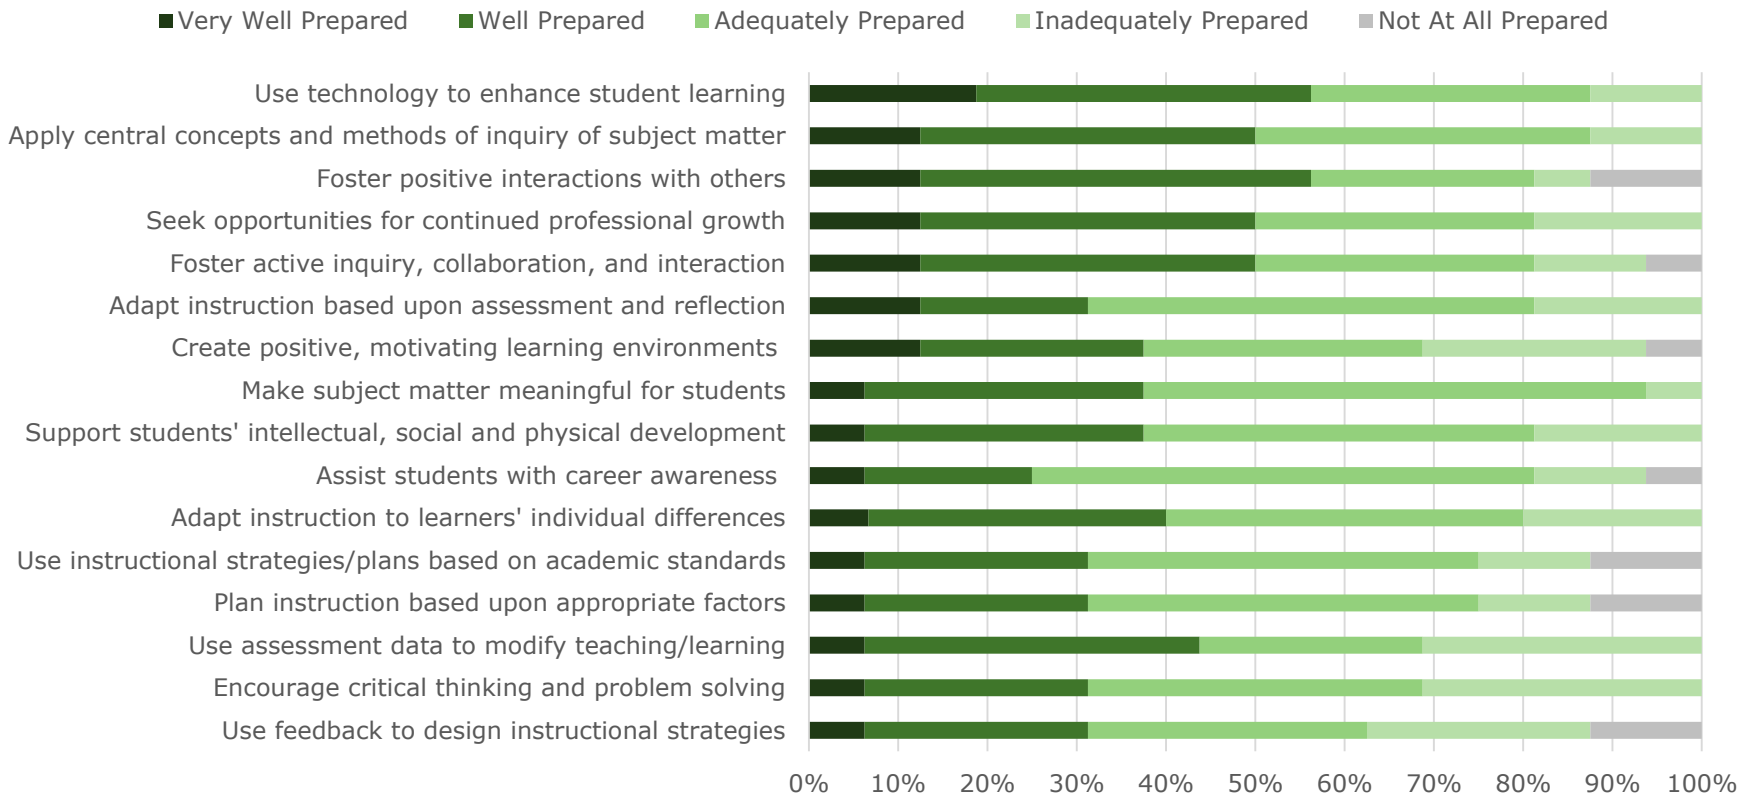 Very Well Prepared Well Prepared Adequately Prepared Inadequately Prepared Not At All Prepared
Use technology to enhance student learning
Apply central concepts and methods of inquiry of subject matter
Foster positive interactions with others
Seek opportunities for continued professional growth
Foster active inquiry, collaboration, and interaction
Adapt instruction based upon assessment and reflection
Create positive, motivating learning environments
Make subject matter meaningful for students
Support students' intellectual, social and physical development
Assist students with career awareness
Adapt instruction to learners' individual differences
Use instructional strategies/plans based on academic standards
Plan instruction based upon appropriate factors
Use assessment data to modify teaching/learning
Encourage critical thinking and problem solving
Use feedback to design instructional strategies
0% 10% 20% 30% 40% 50% 60% 70% 80% 90% 100%